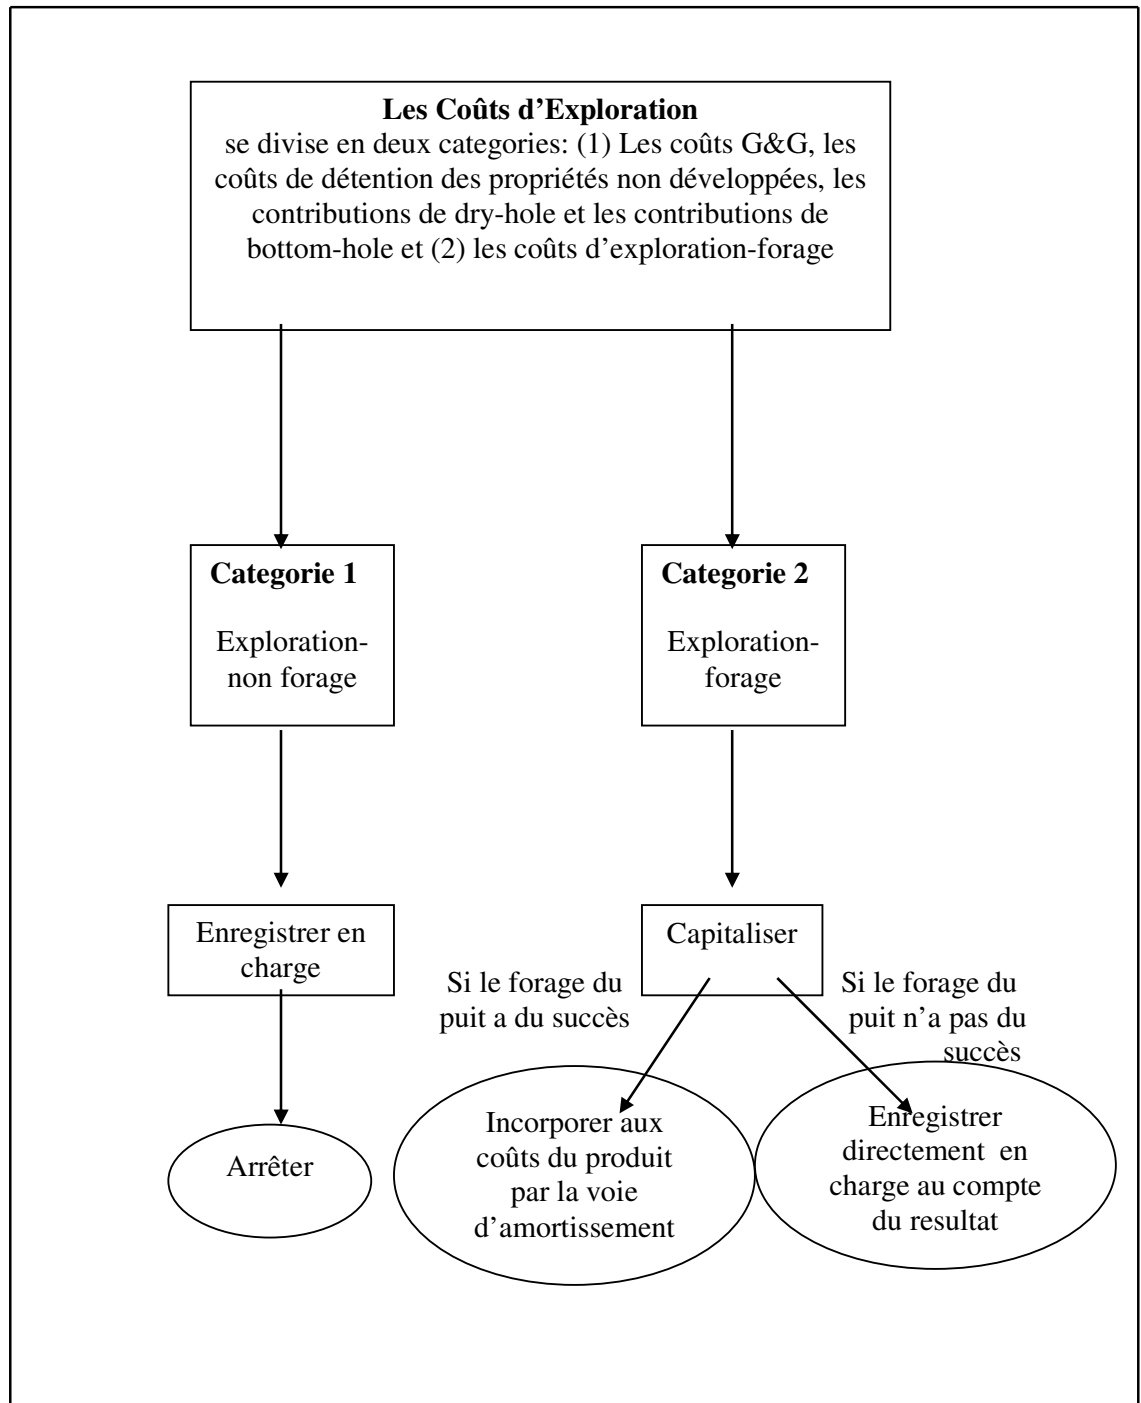 Les Coûts d’Exploration
se divise en deux categories: (1) Les coûts G&G, les
coûts de détention des propriétés non développées, les
contributions de dry-hole et les contributions de
bottom-hole et (2) les coûts d’exploration-forage
Categorie 1
Exploration-
non forage
Categorie 2
Exploration-
forage
Enregistrer en
charge
Capitaliser
Si le forage du
puit a du succès
Si le forage du
puit n’a pas du
succès
Arrêter
Incorporer aux
coûts du produit
par la voie
d’amortissement
Enregistrer
directement en
charge au compte
du resultat